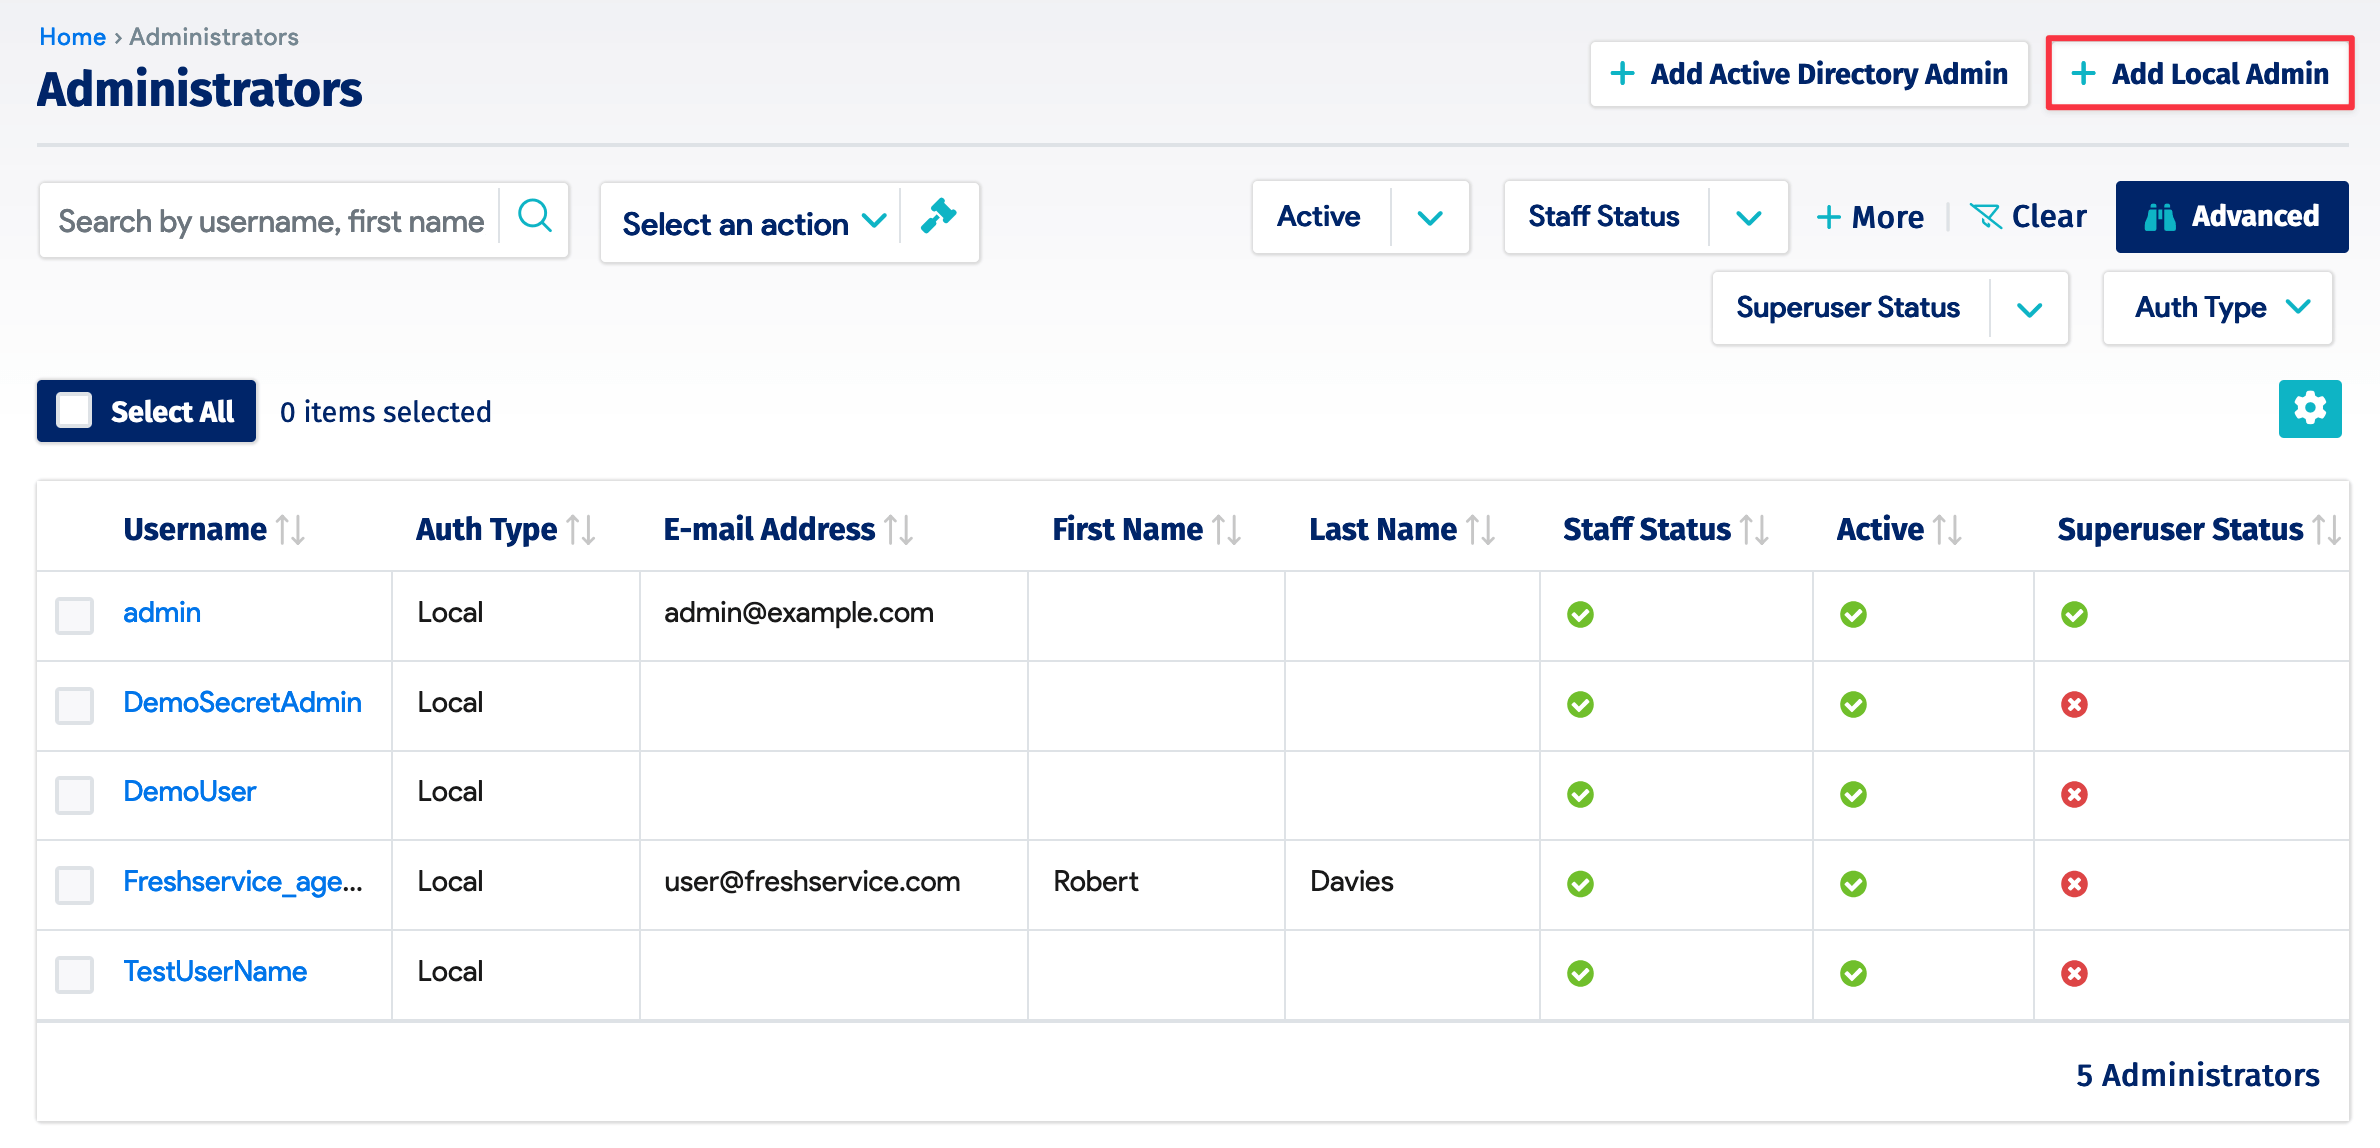 Home › Administrators
Administrators
+ Add Active Directory Admin
+ Add Local Admin
Search by username, first name
Select an action
Active
Staff Status
+ More
Clear
Advanced
Superuser Status
Auth Type
Select All
0 items selected
Username Auth Type E-mail Address First Name Last Name Staff Status Active Superuser Status
admin Local admin@example.com
DemoSecretAdmin Local
DemoUser Local
Freshservice_age... Local user@freshservice.com Robert Davies
TestUserName Local
5 Administrators